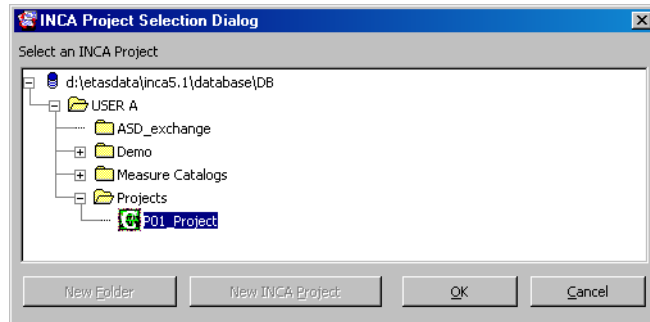 INCA Project Selection Dialog
Select an INCA Project
d:\etasdata\inca5.1\database\DB
USER A
ASD_exchange
Demo
Measure Catalogs
Projects
P01_Project
New Folder New INCA Project OK Cancel